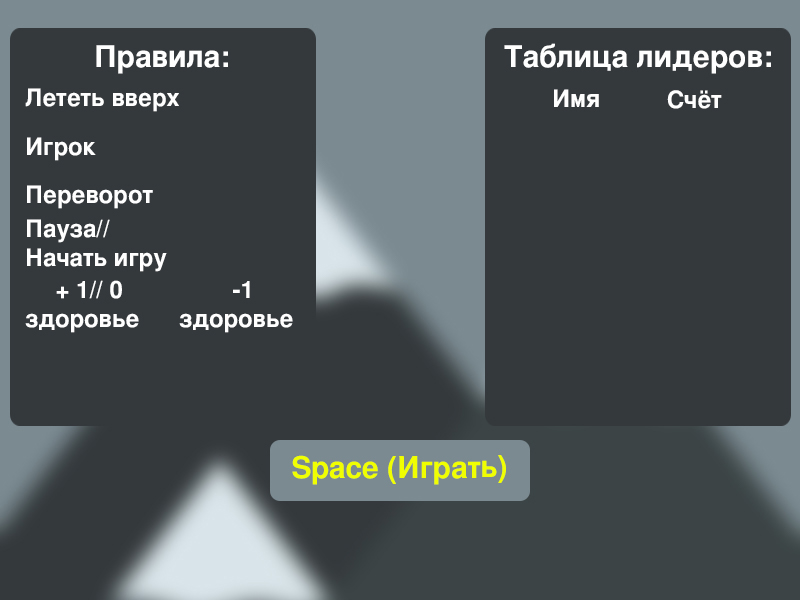 Правила:
Лететь вверх
Игрок
Переворот
Пауза//
Начать игру
+ 1// 0
здоровье
-1
здоровье
Таблица лидеров:
Имя Счёт
Space (Играть)